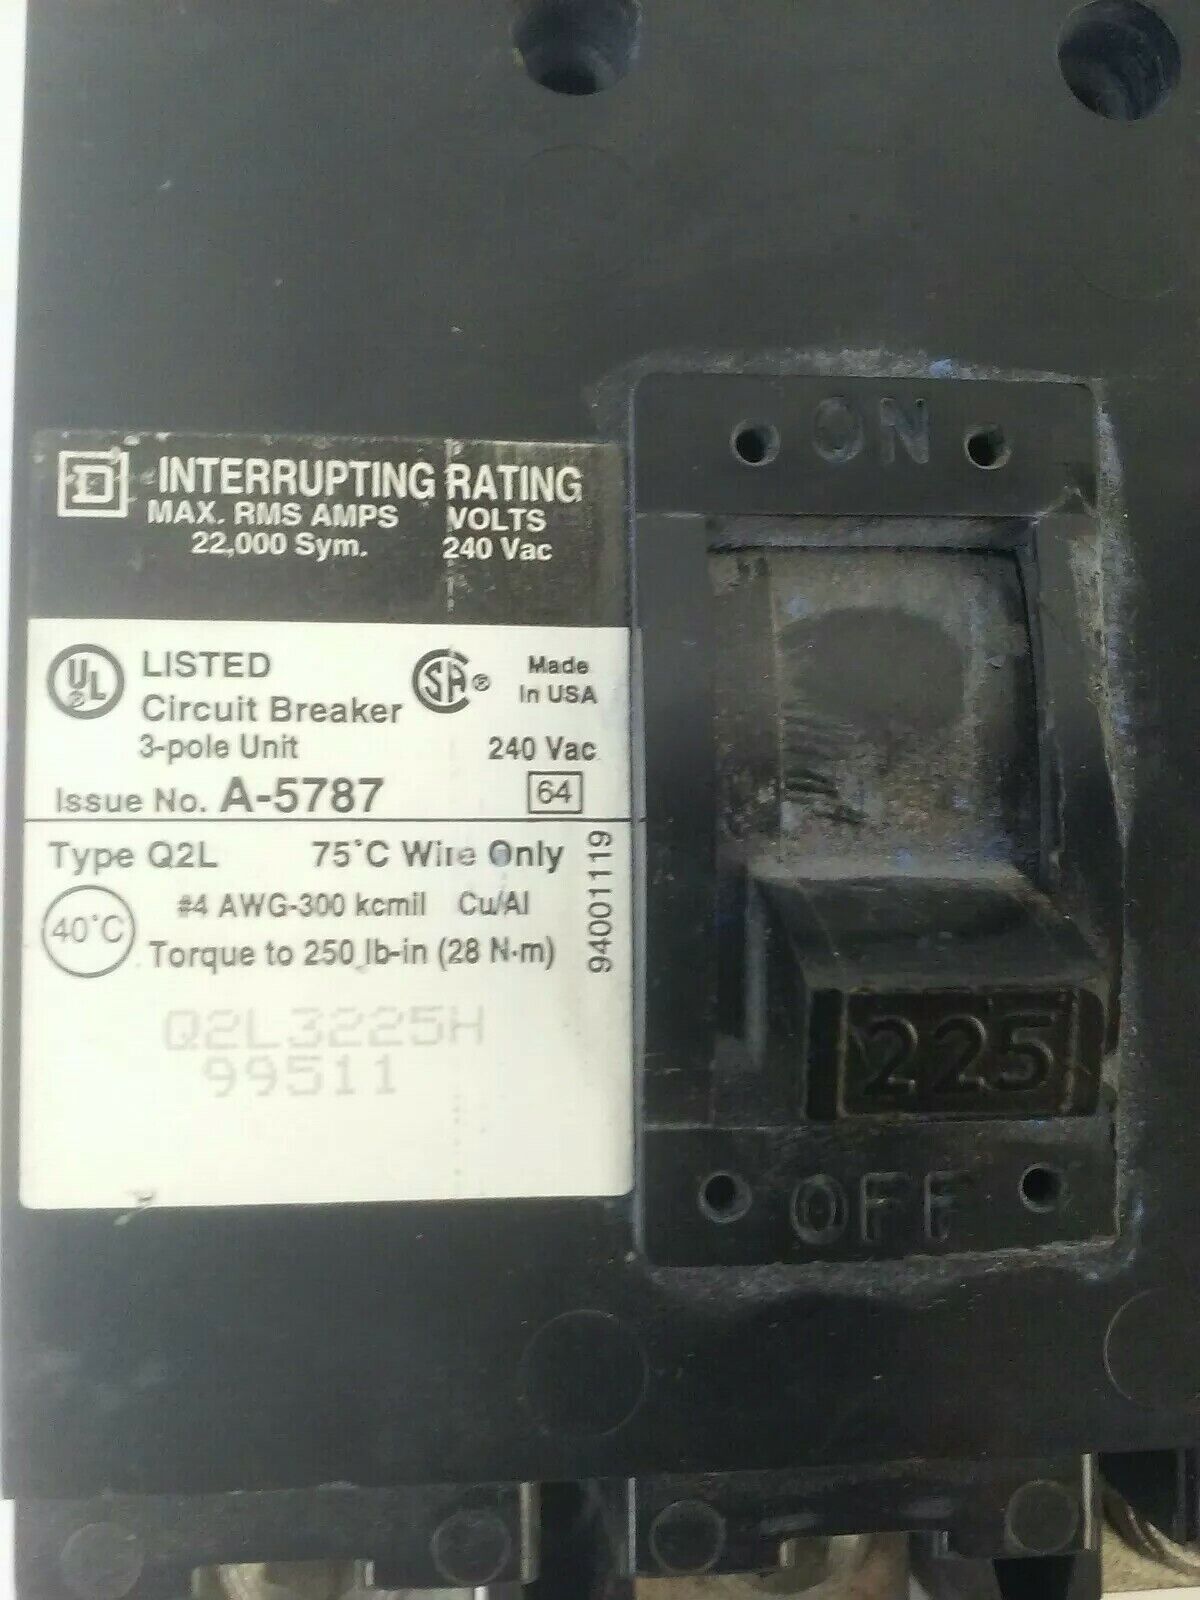 D INTERRUPTING RATING
MAX. RMS AMPS VOLTS
22,000 Sym. 240 Vac
UL ® LISTED
Circuit Breaker
SA ®
Made
In USA
3-pole Unit 240 Vac
Issue No. A-5787 64
Type Q2L 75°C Wire Only
40°C
#4 AWG-300 kcmil Cu/Al
Torque to 250 lb-in (28 N·m)
94001119
Q2L3225H
99511
ON
225
OFF